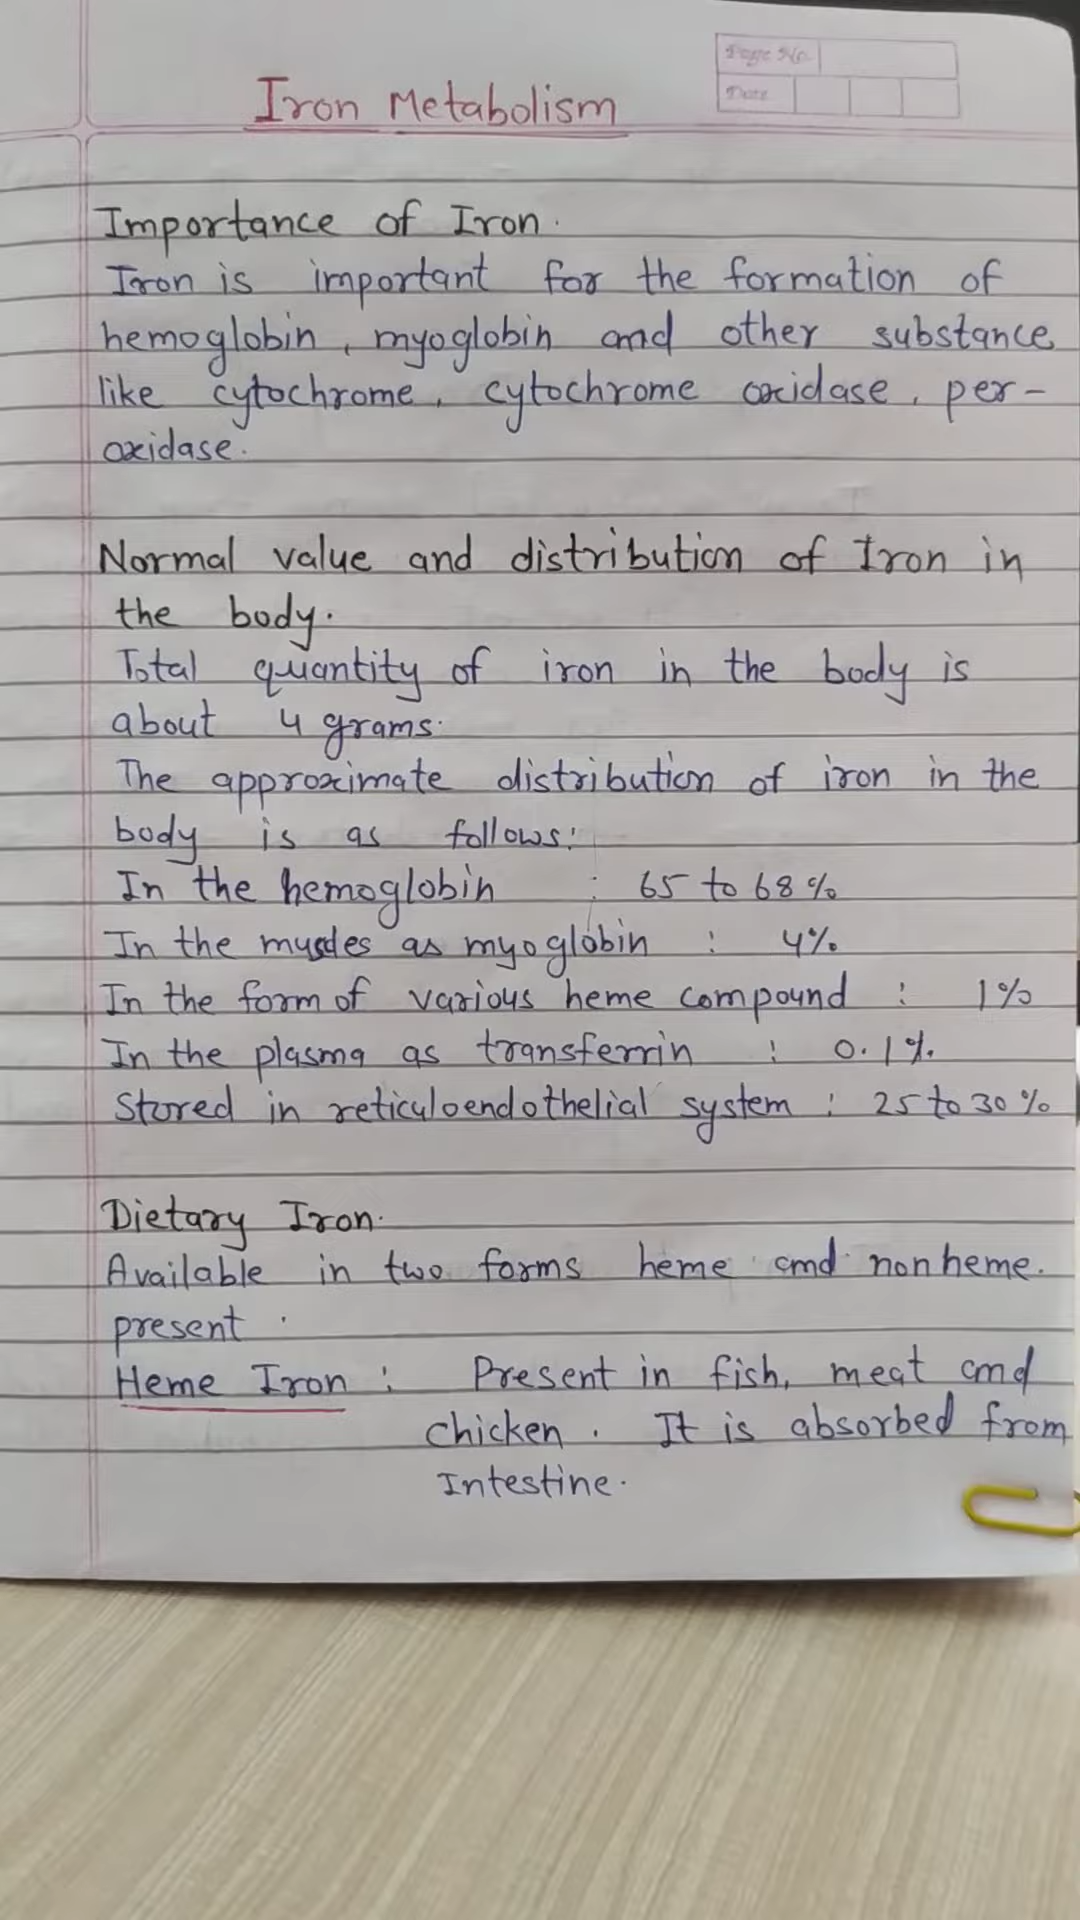 Page No.
Date
Iron Metabolism
Importance of Iron.
Iron is important for the formation of
hemoglobin, myoglobin and other substance
like cytochrome, cytochrome oxidase, per-
oxidase.
Normal value and distribution of Iron in
the body.
Total quantity of iron in the body is
about 4 grams.
The approximate distribution of iron in the
body is as follows:
In the hemoglobin : 65 to 68%
In the muscles as myoglobin : 4%
In the form of various heme compound : 1%
In the plasma as transferrin : 0.1%.
Stored in reticuloendothelial system : 25 to 30%
Dietary Iron.
Available in two forms heme and nonheme.
present.
Heme Iron : Present in fish, meat and
chicken. It is absorbed from
Intestine.